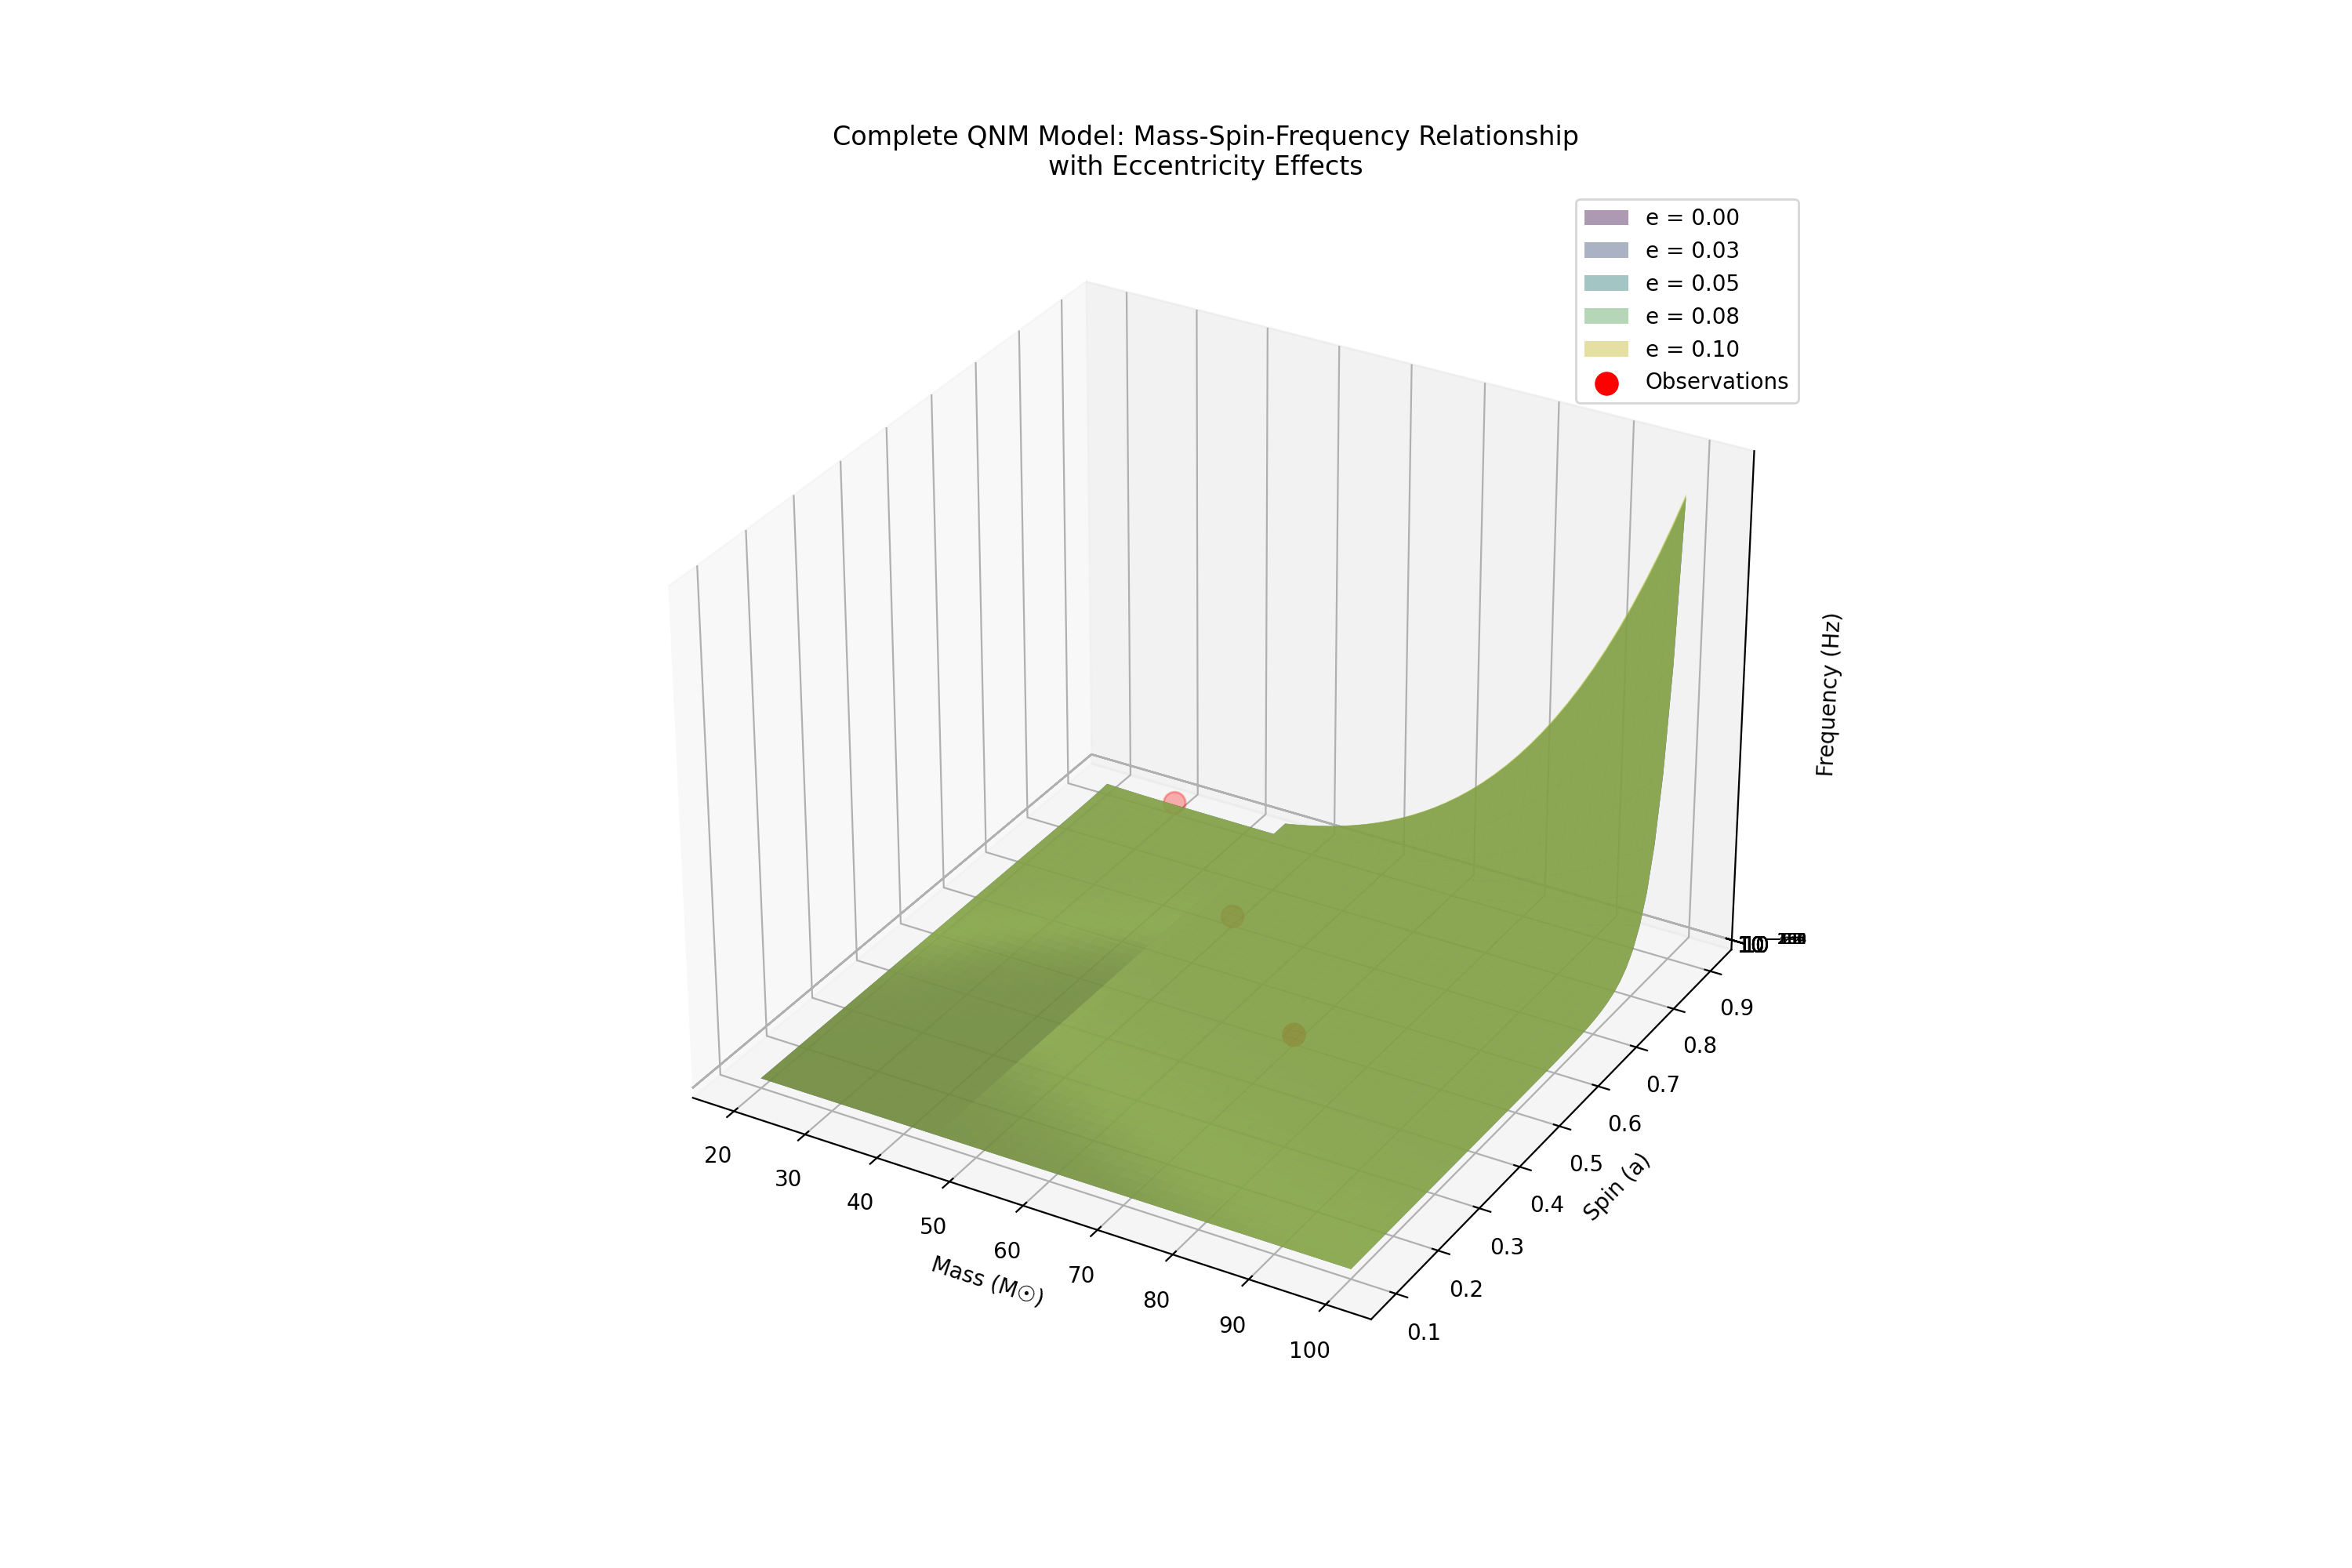 Complete QNM Model: Mass-Spin-Frequency Relationship
with Eccentricity Effects
e = 0.00
e = 0.03
e = 0.05
e = 0.08
e = 0.10
Observations
Frequency (Hz)
0.9
0.8
0.7
0.6
0.5
0.4
0.3
0.2
0.1
Spin (a)
20
30
40
50
60
70
80
90
100
Mass (M☉)